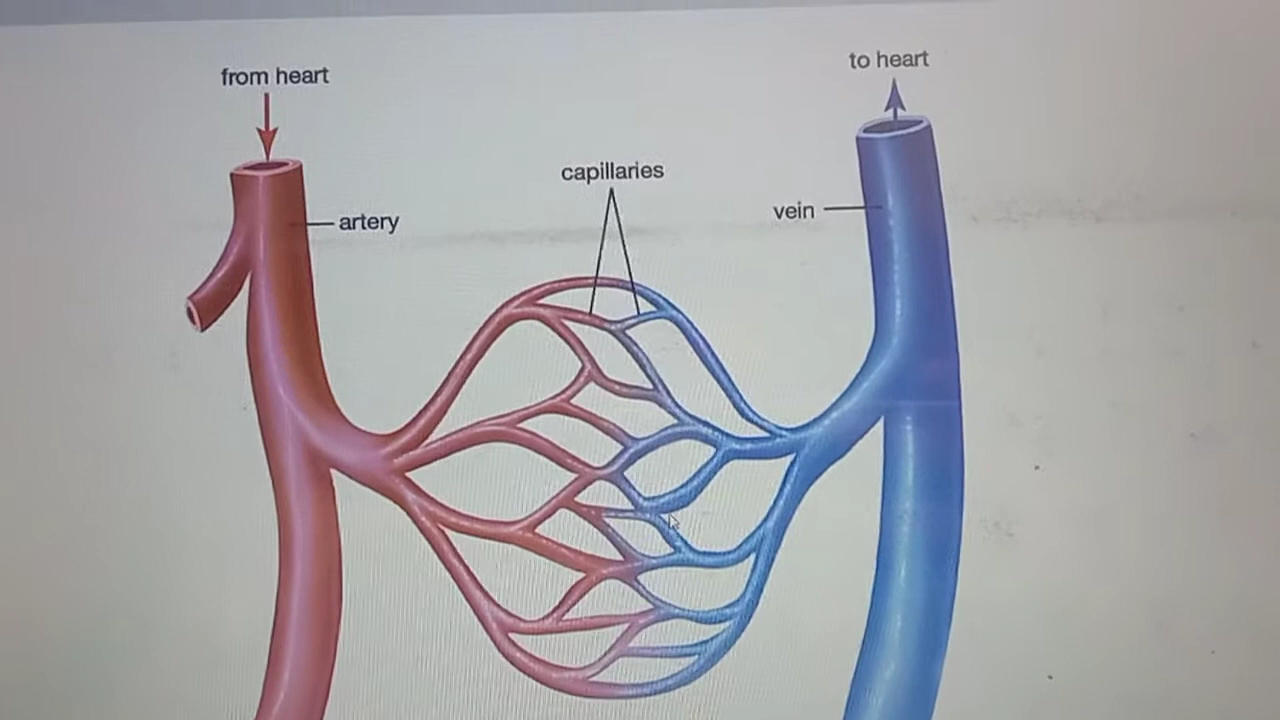 from heart
to heart
capillaries
artery
vein